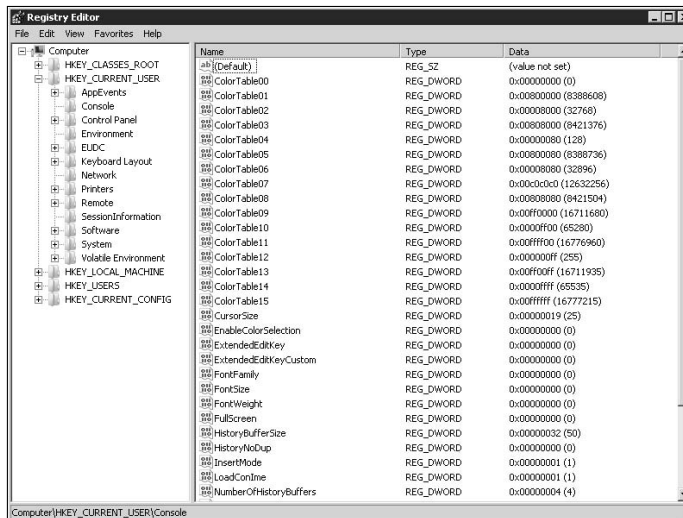 Registry Editor
File Edit View Favorites Help
Computer
HKEY_CLASSES_ROOT
HKEY_CURRENT_USER
AppEvents
Console
Control Panel
Environment
EUDC
Keyboard Layout
Network
Printers
Remote
SessionInformation
Software
System
Volatile Environment
HKEY_LOCAL_MACHINE
HKEY_USERS
HKEY_CURRENT_CONFIG
Name Type Data
ab (Default) REG_SZ (value not set)
ColorTable00 REG_DWORD 0x00000000 (0)
ColorTable01 REG_DWORD 0x00800000 (8388608)
ColorTable02 REG_DWORD 0x00008000 (32768)
ColorTable03 REG_DWORD 0x00808000 (8421376)
ColorTable04 REG_DWORD 0x00000080 (128)
ColorTable05 REG_DWORD 0x00800080 (8388736)
ColorTable06 REG_DWORD 0x00008080 (32896)
ColorTable07 REG_DWORD 0x00c0c0c0 (12632256)
ColorTable08 REG_DWORD 0x00808080 (8421504)
ColorTable09 REG_DWORD 0x00ff0000 (16711680)
ColorTable10 REG_DWORD 0x0000ff00 (65280)
ColorTable11 REG_DWORD 0x00ffff00 (16776960)
ColorTable12 REG_DWORD 0x000000ff (255)
ColorTable13 REG_DWORD 0x00ff00ff (16711935)
ColorTable14 REG_DWORD 0x0000ffff (65535)
ColorTable15 REG_DWORD 0x00ffffff (16777215)
CursorSize REG_DWORD 0x00000019 (25)
EnableColorSelection REG_DWORD 0x00000000 (0)
ExtendedEditKey REG_DWORD 0x00000000 (0)
ExtendedEditKeyCustom REG_DWORD 0x00000000 (0)
FontFamily REG_DWORD 0x00000000 (0)
FontSize REG_DWORD 0x00000000 (0)
FontWeight REG_DWORD 0x00000000 (0)
FullScreen REG_DWORD 0x00000000 (0)
HistoryBufferSize REG_DWORD 0x00000032 (50)
HistoryNoDup REG_DWORD 0x00000000 (0)
InsertMode REG_DWORD 0x00000001 (1)
LoadConIme REG_DWORD 0x00000001 (1)
NumberOfHistoryBuffers REG_DWORD 0x00000004 (4)
Computer\HKEY_CURRENT_USER\Console